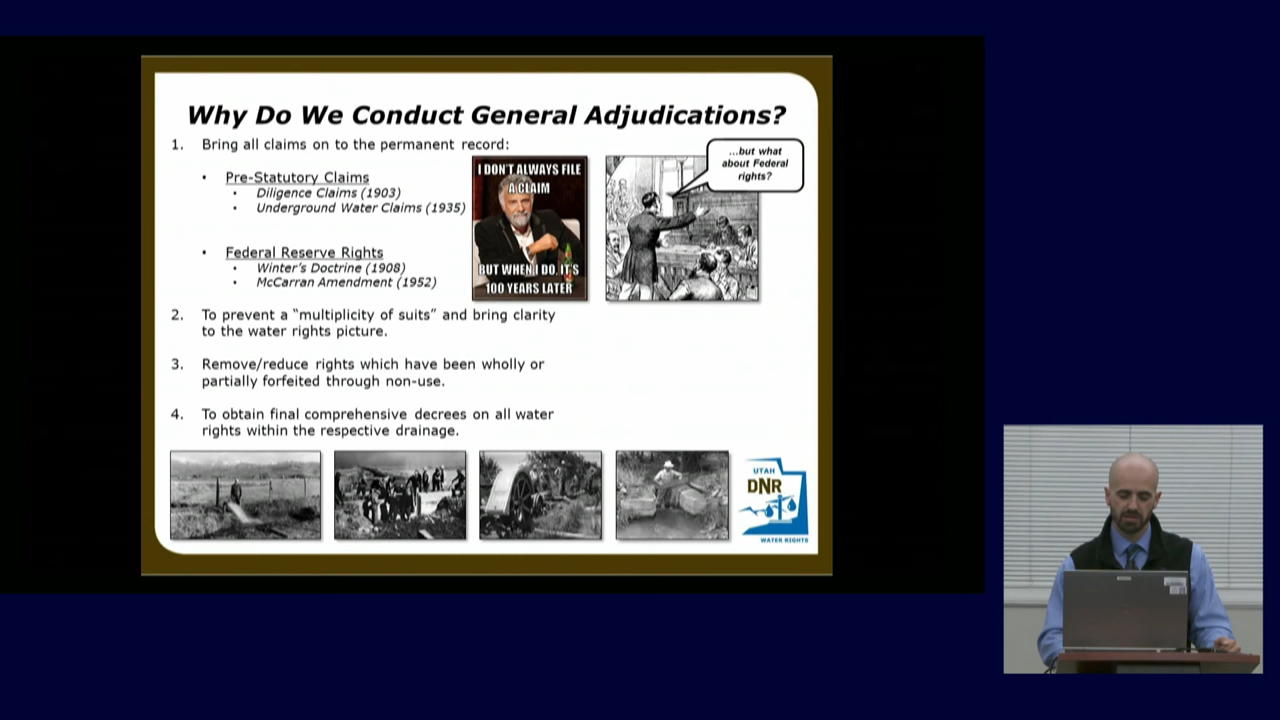 Why Do We Conduct General Adjudications?
1. Bring all claims on to the permanent record:
• Pre-Statutory Claims
• Diligence Claims (1903)
• Underground Water Claims (1935)
• Federal Reserve Rights
• Winter's Doctrine (1908)
• McCarran Amendment (1952)
I DON'T ALWAYS FILE
A CLAIM
BUT WHEN I DO, IT'S
100 YEARS LATER
...but what
about Federal
rights?
2. To prevent a “multiplicity of suits” and bring clarity
to the water rights picture.
3. Remove/reduce rights which have been wholly or
partially forfeited through non-use.
4. To obtain final comprehensive decrees on all water
rights within the respective drainage.
UTAH
DNR
WATER RIGHTS